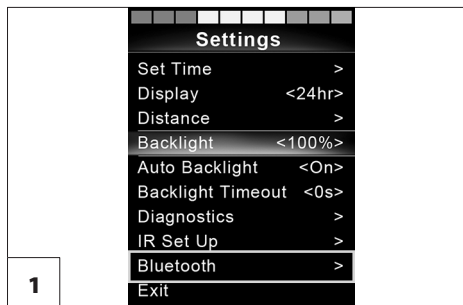 Settings
Set Time >
Display <24hr>
Distance >
Backlight <100%>
Auto Backlight <On>
Backlight Timeout <0s>
Diagnostics >
IR Set Up >
Bluetooth >
Exit
1